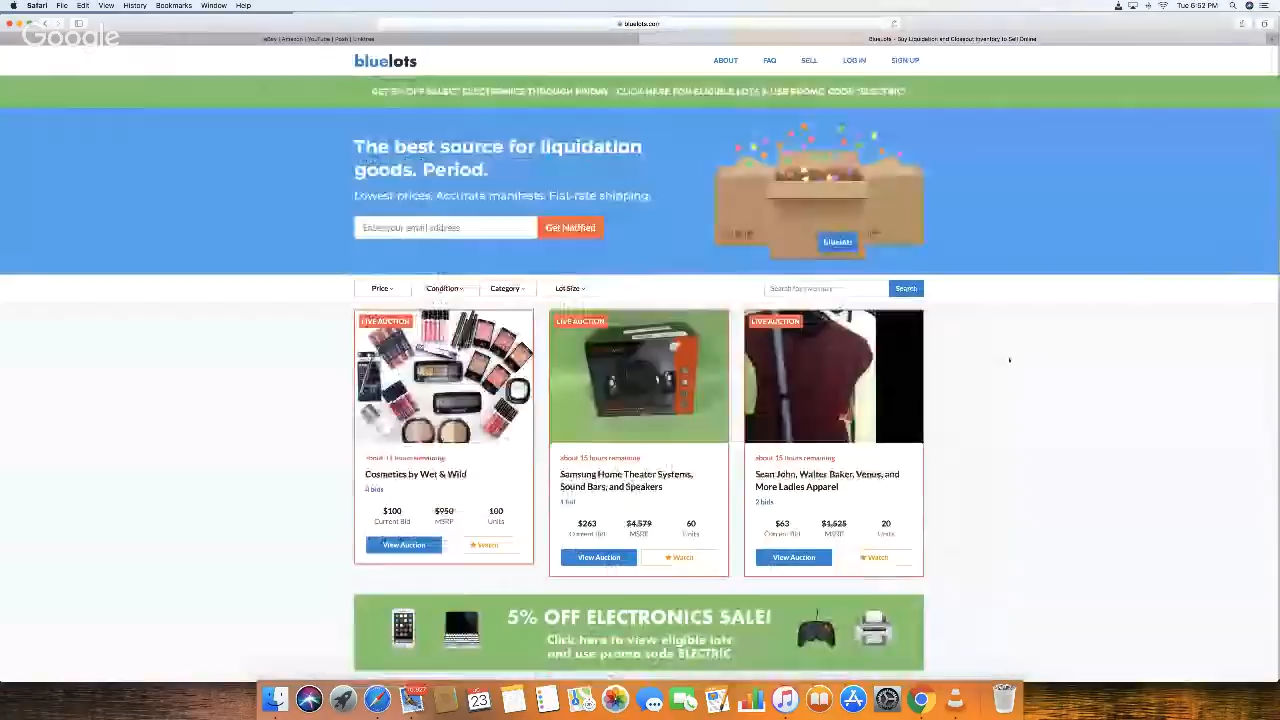 Safari File Edit View History Bookmarks Window Help
Tue 6:52 PM
bluelots.com
Google
eBay | Amazon | YouTube | Posh | Linktree
BlueLots - Buy Liquidation and Closeout Inventory to Sell Online
bluelots
ABOUT FAQ SELL LOG IN SIGN UP
GET 5% OFF SELECT ELECTRONICS THROUGH FRIDAY CLICK HERE FOR ELIGIBLE LOTS & USE PROMO CODE "ELECTRIC"
The best source for liquidation
goods. Period.
Lowest prices. Accurate manifests. Flat-rate shipping.
Enter your email address Get Notified
bluelots
Price Condition Category Lot Size
Search for inventory Search
LIVE AUCTION LIVE AUCTION LIVE AUCTION
about 15 hours remaining
Cosmetics by Wet & Wild
4 bids
$100 $950 100
Current Bid MSRP Units
View Auction Watch
about 15 hours remaining
Samsung Home Theater Systems,
Sound Bars, and Speakers
1 bid
$263 $4,579 60
Current Bid MSRP Units
View Auction Watch
about 15 hours remaining
Sean John, Walter Baker, Venus, and
More Ladies Apparel
2 bids
$63 $1,525 20
Current Bid MSRP Units
View Auction Watch
5% OFF ELECTRONICS SALE!
Click here to view eligible lots
and use promo code ELECTRIC
10,927
23